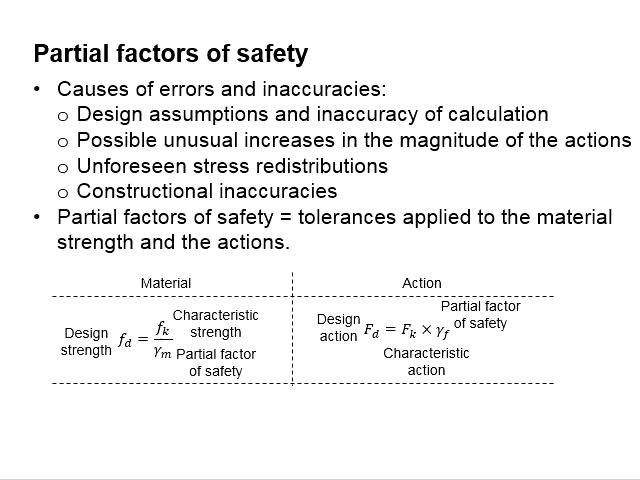 Partial factors of safety
• Causes of errors and inaccuracies:
o Design assumptions and inaccuracy of calculation
o Possible unusual increases in the magnitude of the actions
o Unforeseen stress redistributions
o Constructional inaccuracies
• Partial factors of safety = tolerances applied to the material
strength and the actions.
Material
Design
strength
f_d = f_k / γ_m
Characteristic
strength
Partial factor
of safety
Action
Design
action
F_d = F_k × γ_f
Partial factor
of safety
Characteristic
action